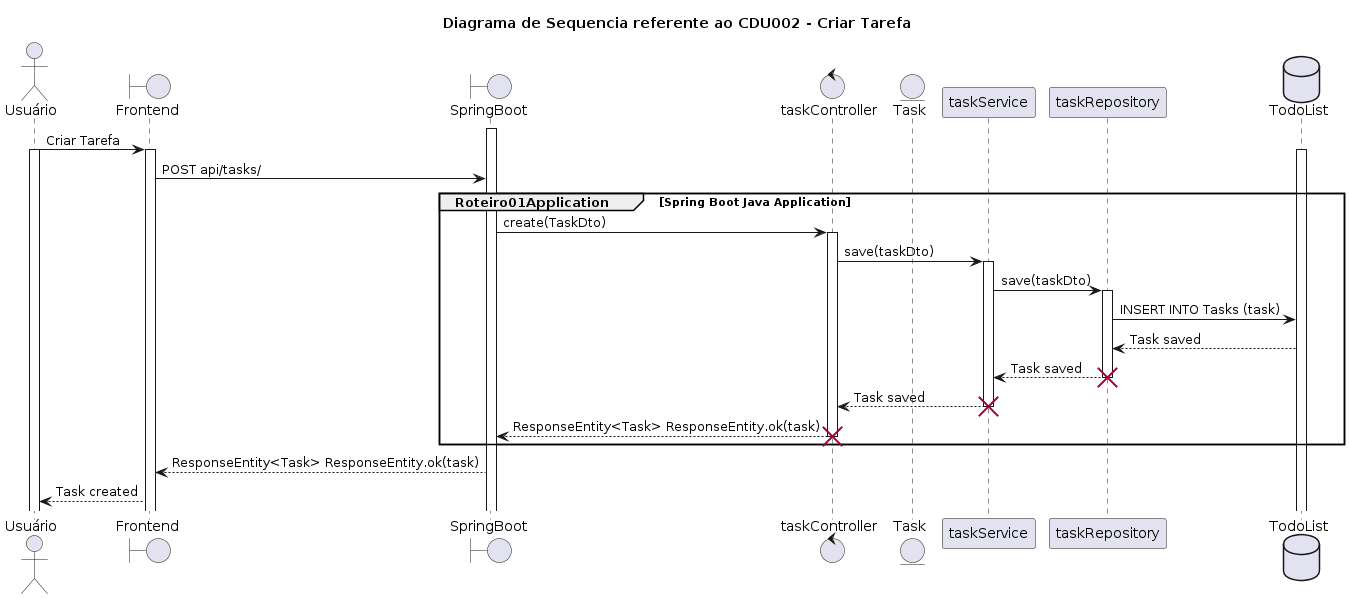 Diagrama de Sequencia referente ao CDU002 - Criar Tarefa
Usuário
Frontend
SpringBoot
taskController
Task
taskService
taskRepository
TodoList
Criar Tarefa
POST api/tasks/
Roteiro01Application
[Spring Boot Java Application]
create(TaskDto)
save(taskDto)
save(taskDto)
INSERT INTO Tasks (task)
Task saved
Task saved
Task saved
ResponseEntity<Task> ResponseEntity.ok(task)
ResponseEntity<Task> ResponseEntity.ok(task)
Task created
Usuário
Frontend
SpringBoot
taskController
Task
taskService
taskRepository
TodoList